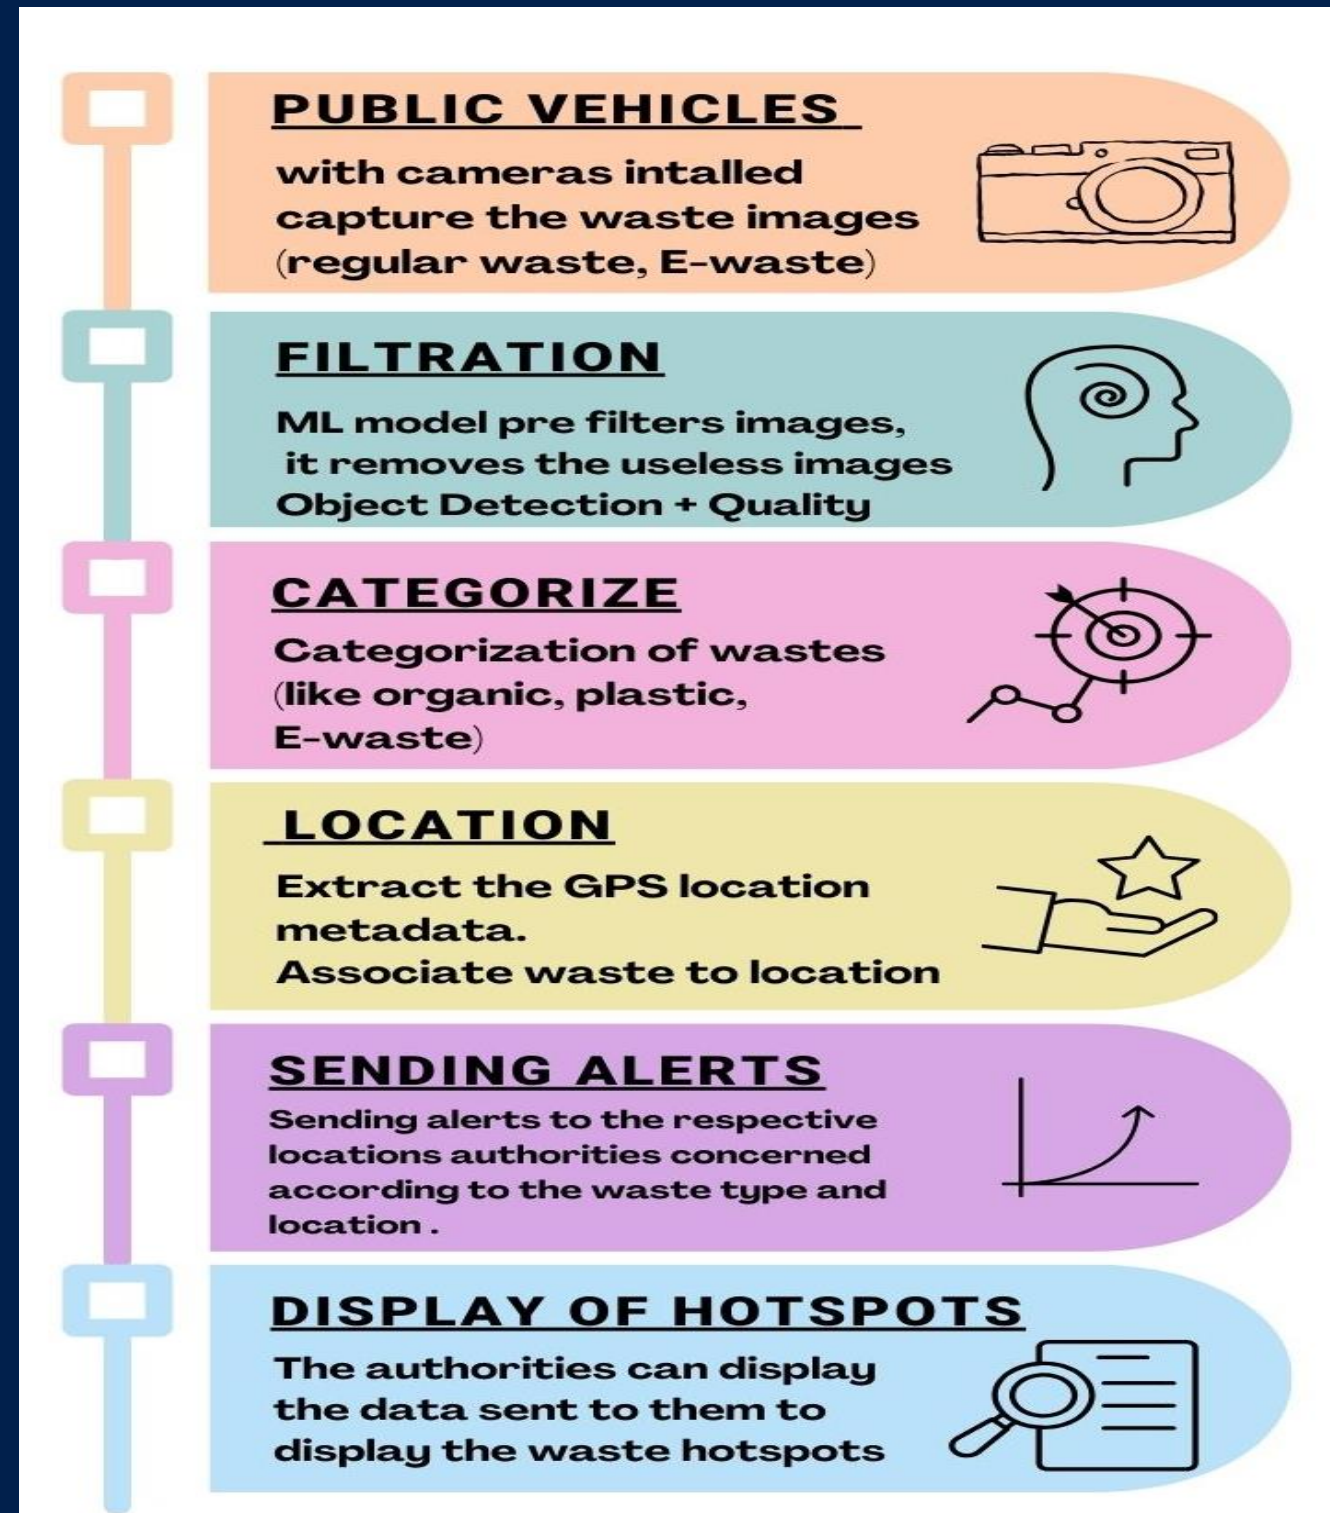 PUBLIC VEHICLES
with cameras intalled
capture the waste images
(regular waste, E-waste)
FILTRATION
ML model pre filters images,
it removes the useless images
Object Detection + Quality
CATEGORIZE
Categorization of wastes
(like organic, plastic,
E-waste)
LOCATION
Extract the GPS location
metadata.
Associate waste to location
SENDING ALERTS
Sending alerts to the respective
locations authorities concerned
according to the waste type and
location .
DISPLAY OF HOTSPOTS
The authorities can display
the data sent to them to
display the waste hotspots